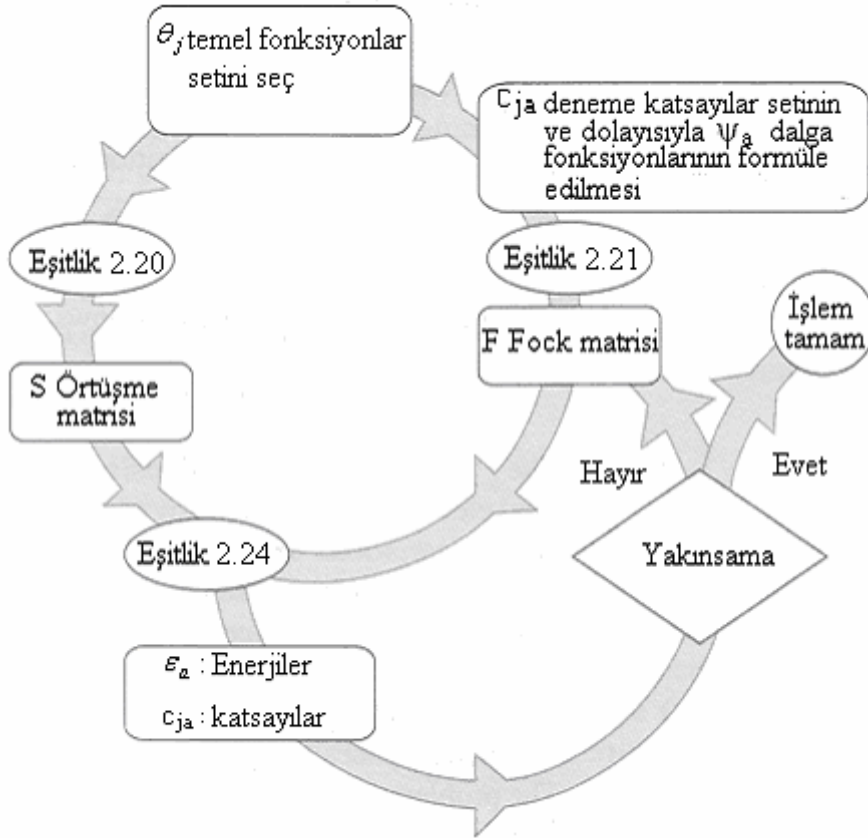 θj temel fonksiyonlar
setini seç
cja deneme katsayılar setinin
ve dolayısıyla ψa dalga
fonksiyonlarının formüle
edilmesi
Eşitlik 2.20
Eşitlik 2.21
F Fock matrisi
İşlem
tamam
S Örtüşme
matrisi
Hayır
Evet
Eşitlik 2.24
Yakınsama
εa : Enerjiler
cja : katsayılar